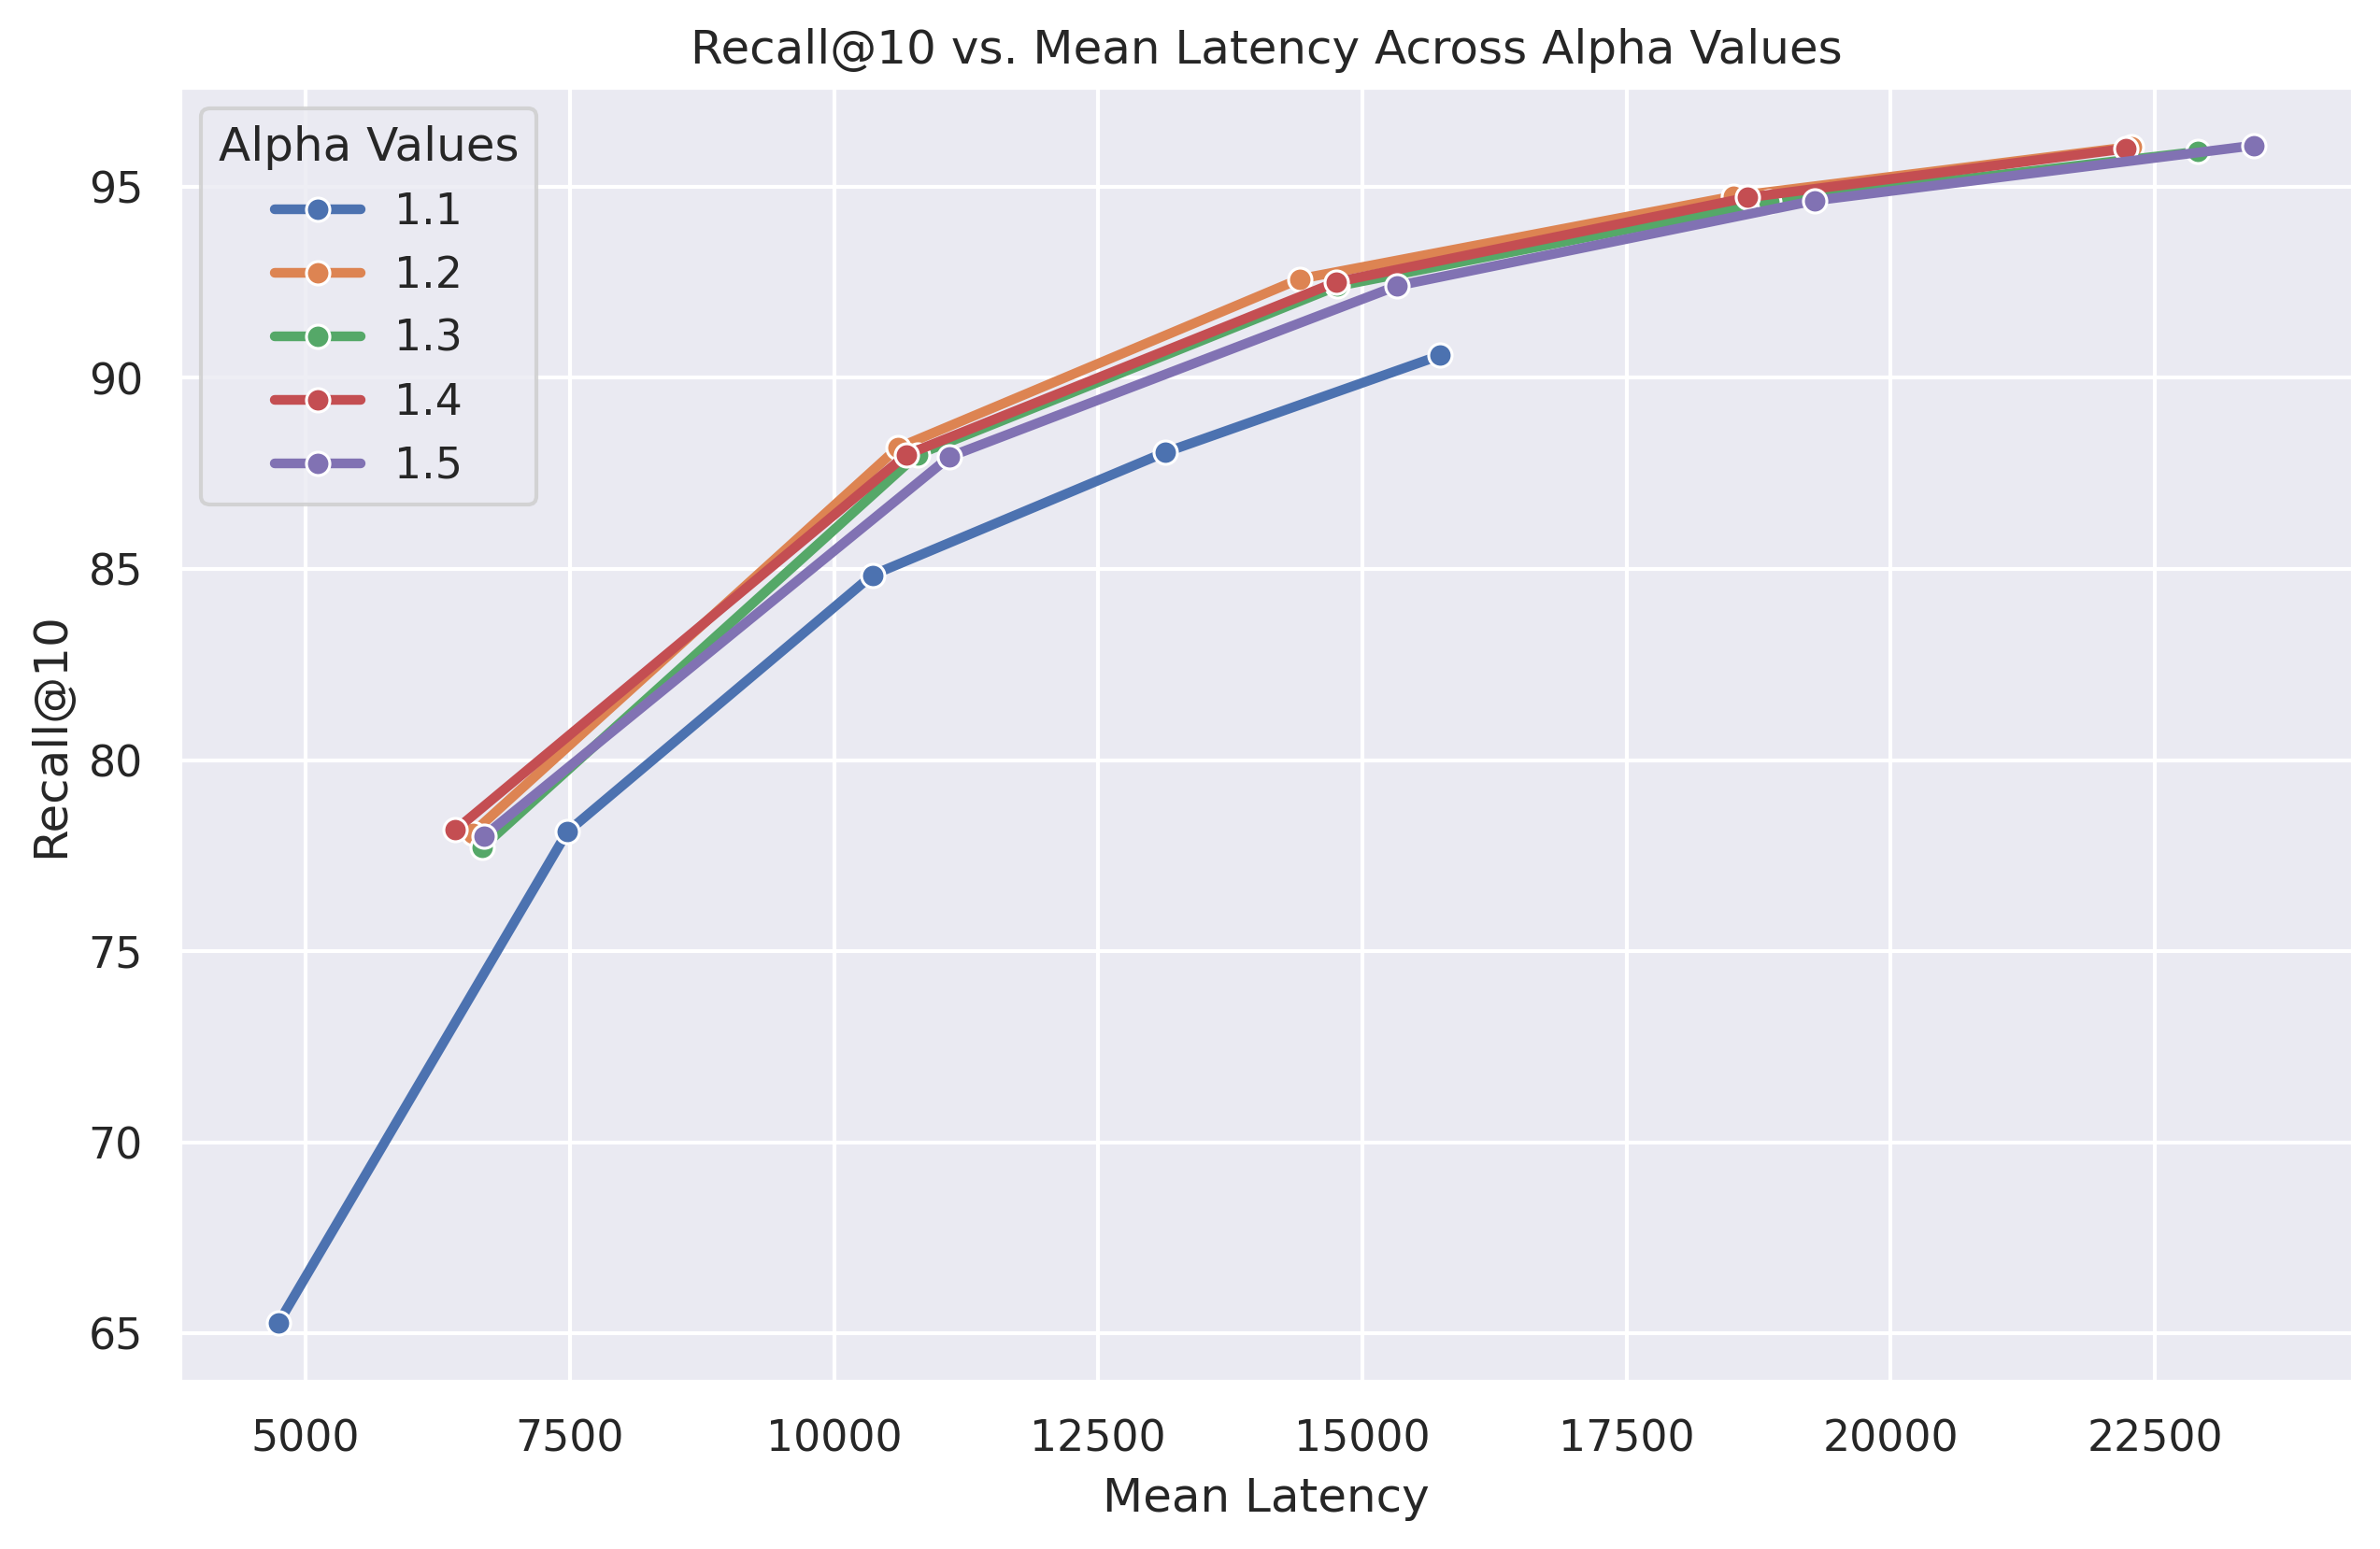 Recall@10 vs. Mean Latency Across Alpha Values
Alpha Values
1.1
1.2
1.3
1.4
1.5
95
90
85
80
75
70
65
Recall@10
5000 7500 10000 12500 15000 17500 20000 22500
Mean Latency